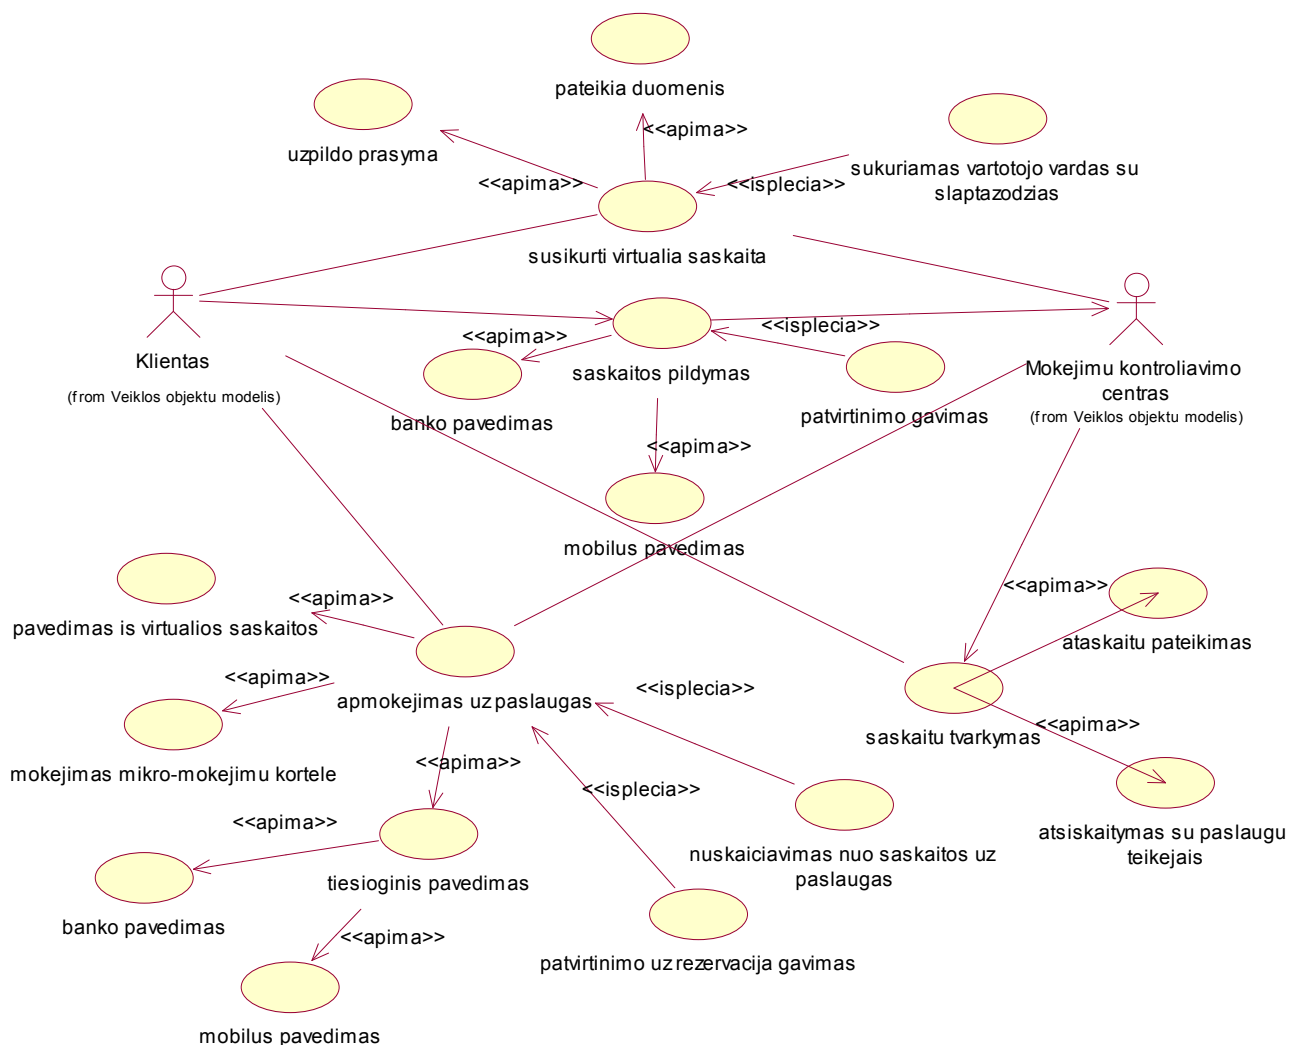 pateikia duomenis
<<apima>>
uzpildo prasyma
sukuriamas vartotojo vardas su
slaptazodzias
<<apima>>
<<isplecia>>
susikurti virtualia saskaita
<<apima>>
<<isplecia>>
Klientas
(from Veiklos objektu modelis)
saskaitos pildymas
banko pavedimas
patvirtinimo gavimas
Mokejimu kontroliavimo
centras
(from Veiklos objektu modelis)
<<apima>>
mobilus pavedimas
<<apima>>
pavedimas is virtualios saskaitos
<<apima>>
ataskaitu pateikimas
<<apima>>
apmokejimas uz paslaugas
<<isplecia>>
saskaitu tvarkymas
<<apima>>
mokejimas mikro-mokejimu kortele
<<apima>>
<<isplecia>>
atsiskaitymas su paslaugu
teikejais
<<apima>>
tiesioginis pavedimas
nuskaiciavimas nuo saskaitos uz
paslaugas
banko pavedimas
<<apima>>
patvirtinimo uz rezervacija gavimas
mobilus pavedimas